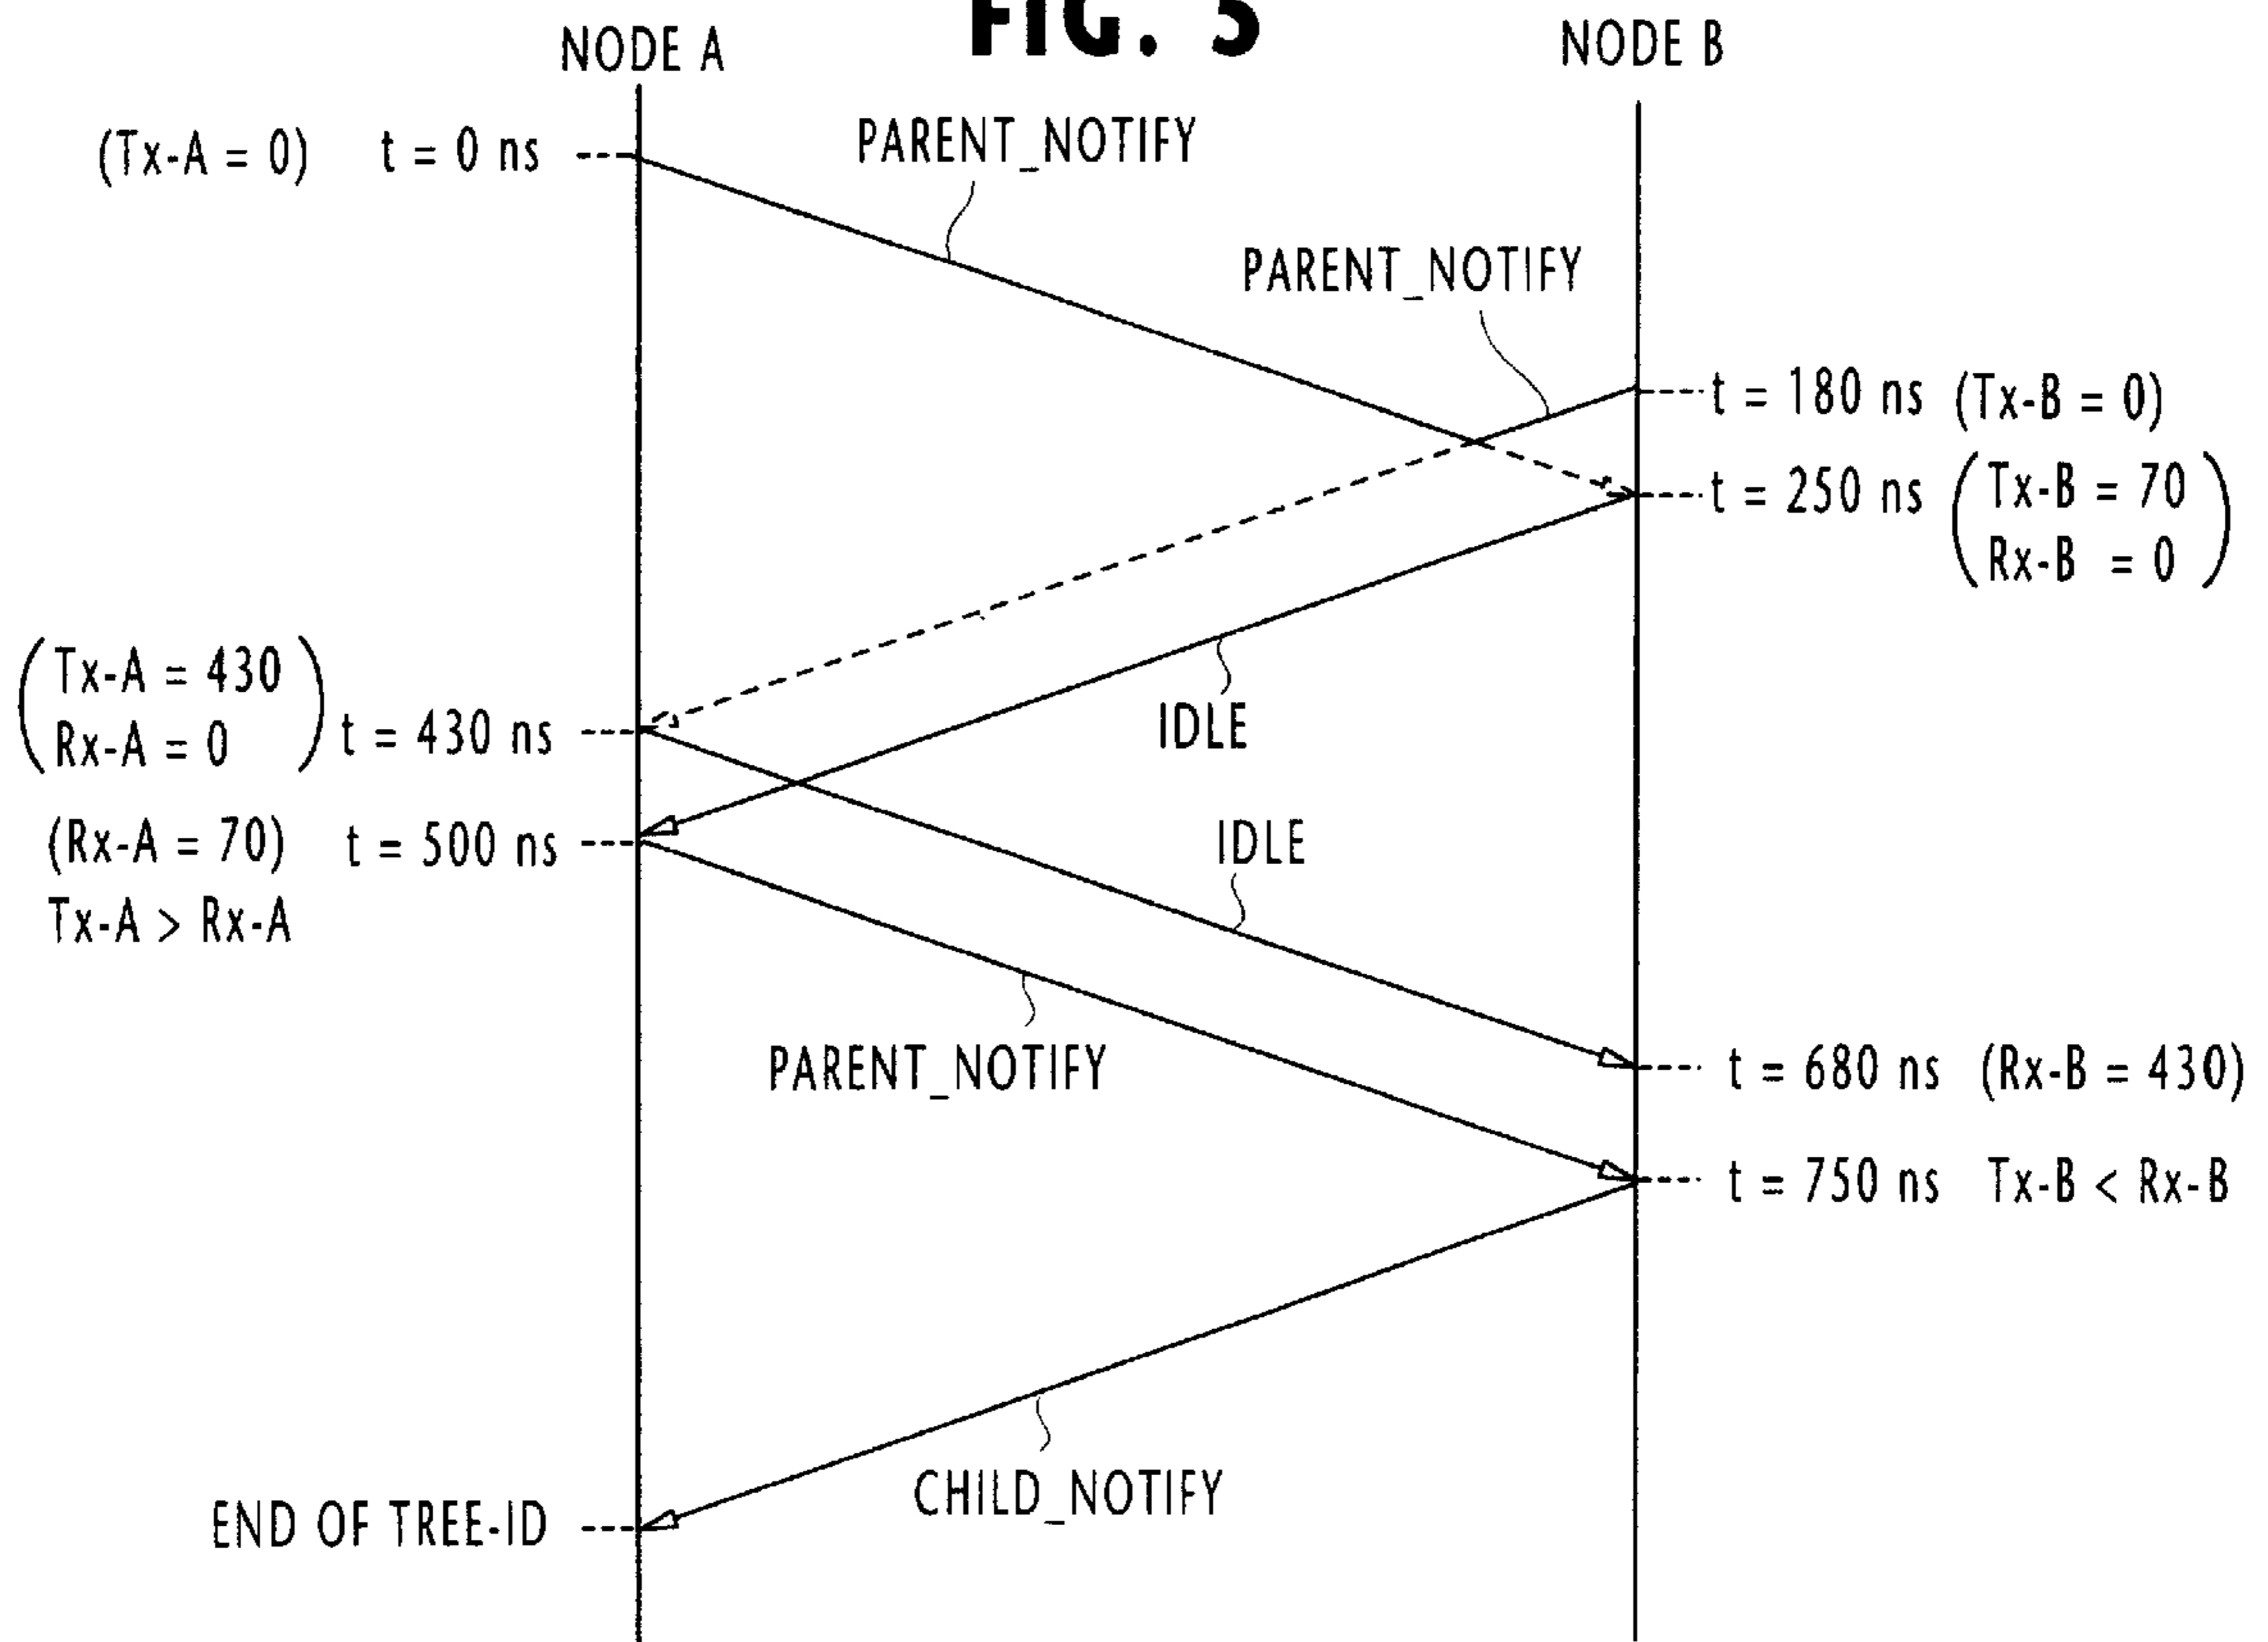 FIG. 3
NODE A
NODE B
(Tx-A = 0) t = 0 ns
PARENT_NOTIFY
PARENT_NOTIFY
t = 180 ns (Tx-B = 0)
t = 250 ns (Tx-B = 70
Rx-B = 0)
(Tx-A = 430
Rx-A = 0) t = 430 ns
IDLE
(Rx-A = 70) t = 500 ns
Tx-A > Rx-A
IDLE
PARENT_NOTIFY
t = 680 ns (Rx-B = 430)
t = 750 ns Tx-B < Rx-B
CHILD_NOTIFY
END OF TREE-ID